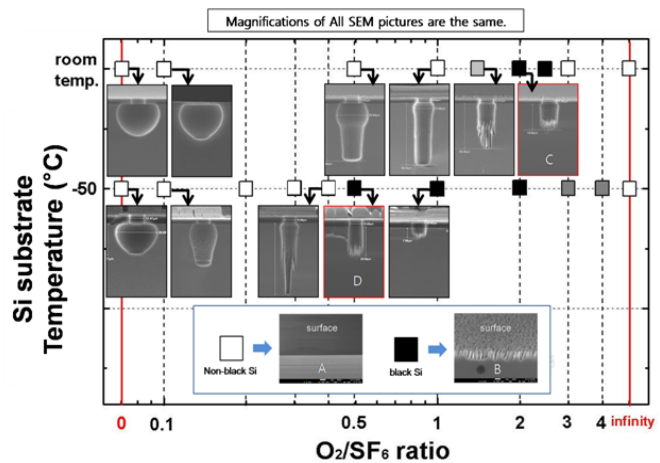 Magnifications of All SEM pictures are the same.
room
temp.
C
-50
D
Si substrate
Temperature (°C)
surface
surface
A
B
Non-black Si
black Si
0
0.1
0.5
1
2
3
4
infinity
O₂/SF₆ ratio